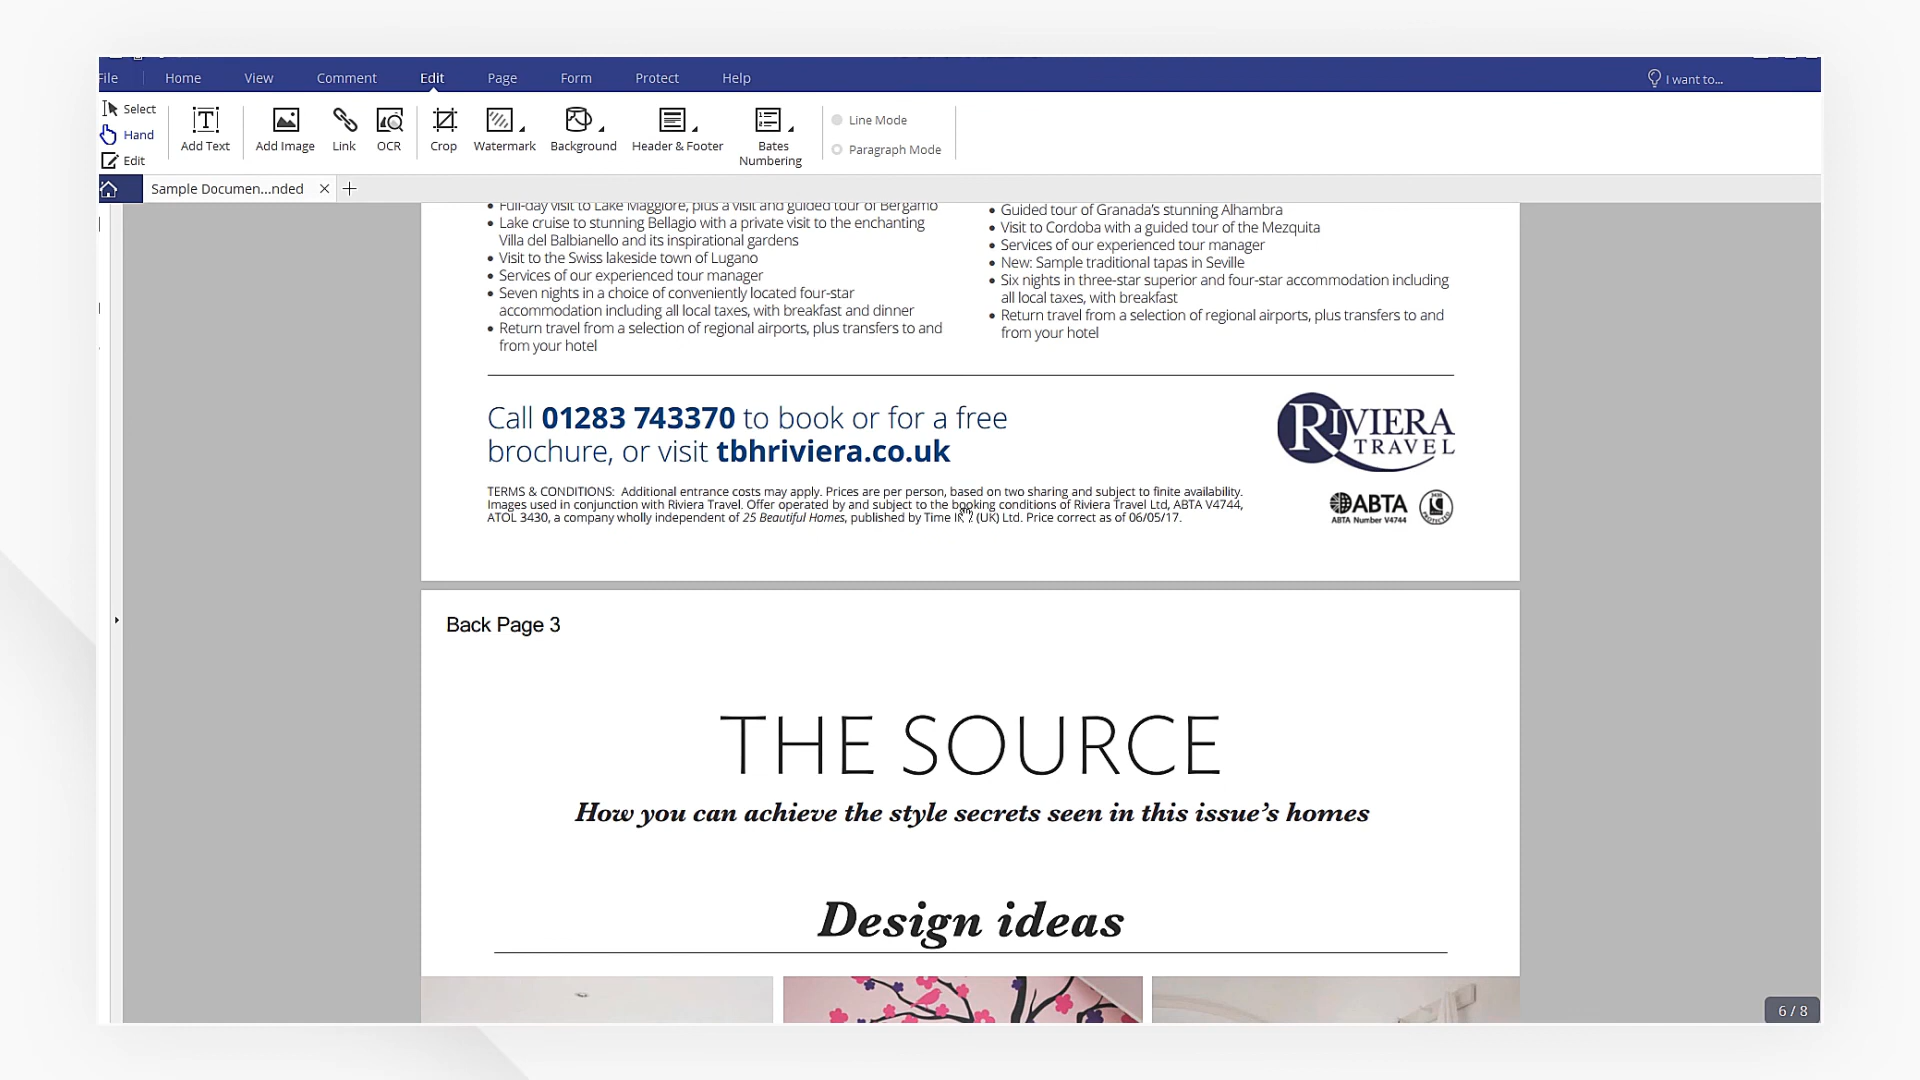 File Home View Comment Edit Page Form Protect Help I want to...
Select
Hand
Edit
Add Text
Add Image
Link
OCR
Crop
Watermark
Background
Header & Footer
Bates
Numbering
Line Mode
Paragraph Mode
Sample Documen...nded
• Full-day visit to Lake Maggiore, plus a visit and guided tour of Bergamo
• Lake cruise to stunning Bellagio with a private visit to the enchanting
Villa del Balbianello and its inspirational gardens
• Visit to the Swiss lakeside town of Lugano
• Services of our experienced tour manager
• Seven nights in a choice of conveniently located four-star
accommodation including all local taxes, with breakfast and dinner
• Return travel from a selection of regional airports, plus transfers to and
from your hotel
• Guided tour of Granada's stunning Alhambra
• Visit to Cordoba with a guided tour of the Mezquita
• Services of our experienced tour manager
• New: Sample traditional tapas in Seville
• Six nights in three-star superior and four-star accommodation including
all local taxes, with breakfast
• Return travel from a selection of regional airports, plus transfers to and
from your hotel
Call 01283 743370 to book or for a free
brochure, or visit tbhriviera.co.uk
RIVIERA
TRAVEL
TERMS & CONDITIONS: Additional entrance costs may apply. Prices are per person, based on two sharing and subject to finite availability.
Images used in conjunction with Riviera Travel. Offer operated by and subject to the booking conditions of Riviera Travel Ltd, ABTA V4744,
ATOL 3430, a company wholly independent of 25 Beautiful Homes, published by Time (UK) Ltd. Price correct as of 06/05/17.
ABTA
ABTA Number V4744
Back Page 3
THE SOURCE
How you can achieve the style secrets seen in this issue's homes
Design ideas
6 / 8